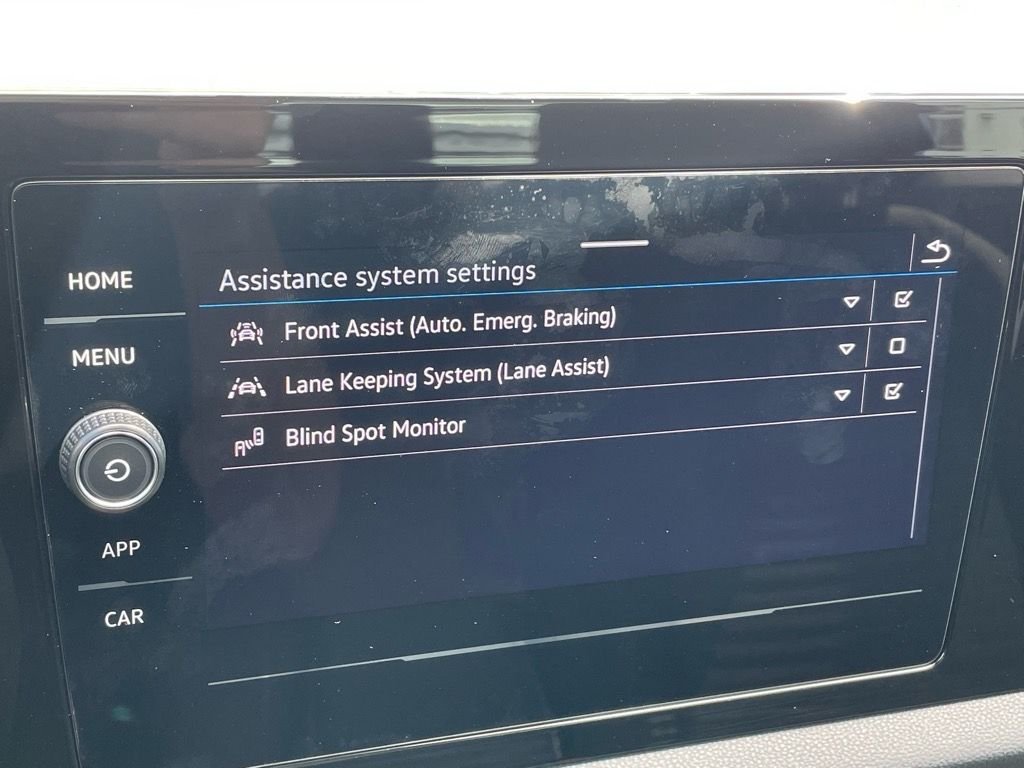 HOME
MENU
APP
CAR
Assistance system settings
Front Assist (Auto. Emerg. Braking)
Lane Keeping System (Lane Assist)
Blind Spot Monitor